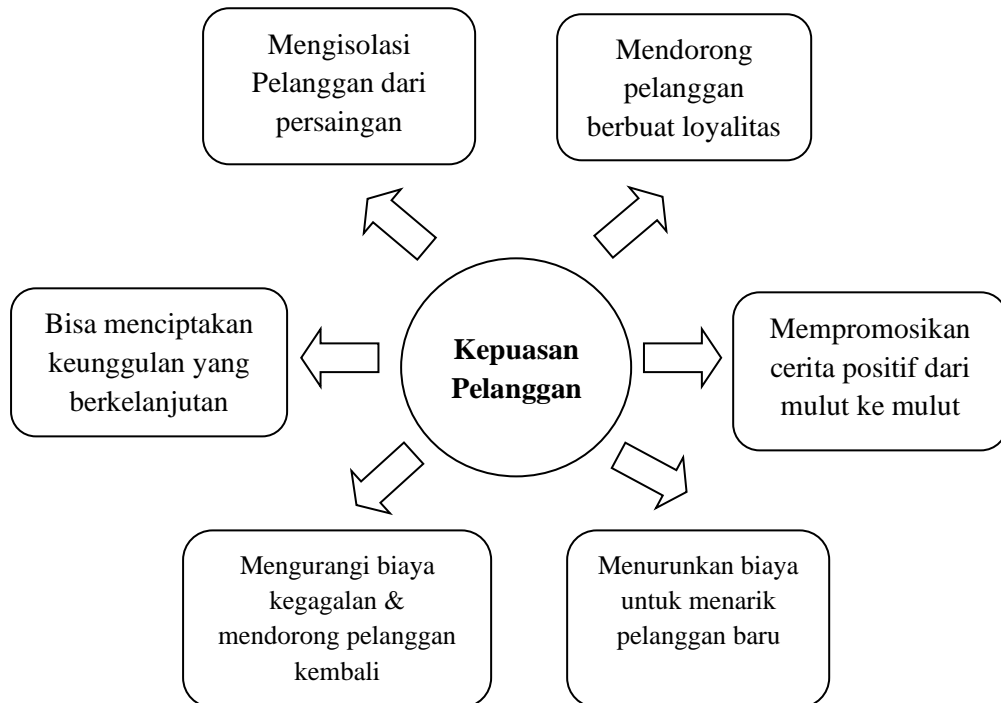 Mengisolasi
Pelanggan dari
persaingan
Mendorong
pelanggan
berbuat loyalitas
Bisa menciptakan
keunggulan yang
berkelanjutan
Kepuasan
Pelanggan
Mempromosikan
cerita positif dari
mulut ke mulut
Mengurangi biaya
kegagalan &
mendorong pelanggan
kembali
Menurunkan biaya
untuk menarik
pelanggan baru